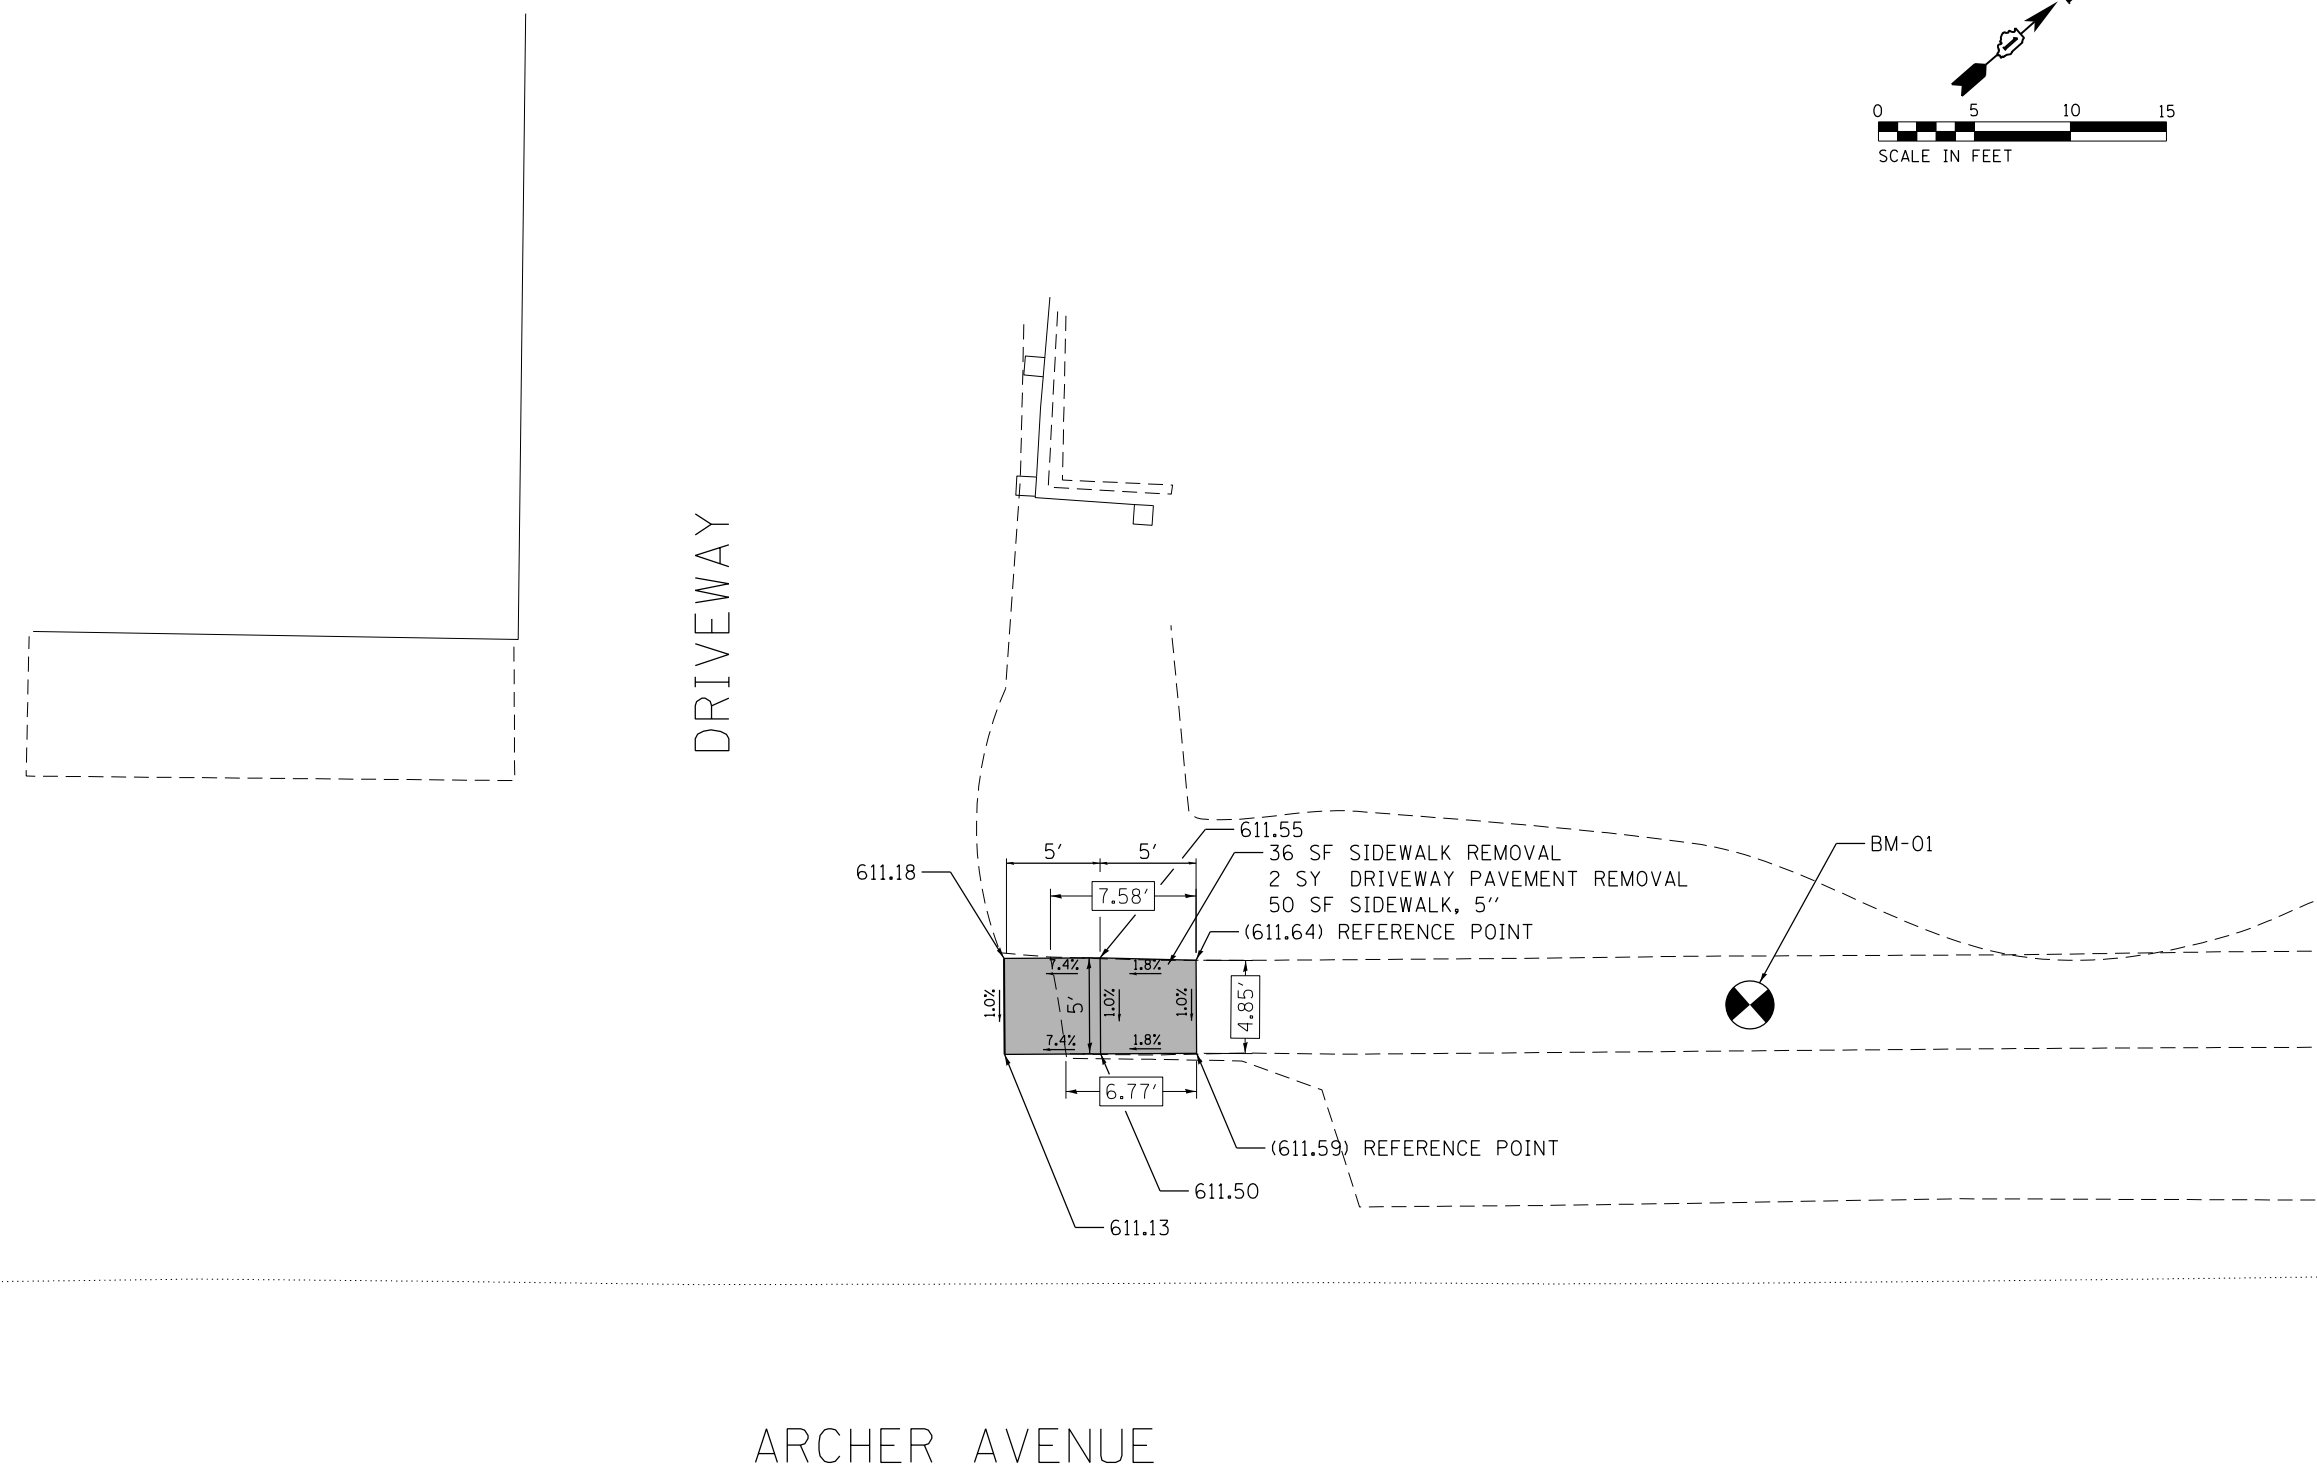 0 5 10 15
SCALE IN FEET
DRIVEWAY
611.55
5' 5'
36 SF SIDEWALK REMOVAL
BM-01
611.18
2 SY DRIVEWAY PAVEMENT REMOVAL
7.58'
50 SF SIDEWALK, 5''
(611.64) REFERENCE POINT
7.4% 1.8%
1.0% 5' 1.0% 1.0% 4.85'
7.4% 1.8%
6.77'
(611.59) REFERENCE POINT
611.50
611.13
ARCHER AVENUE